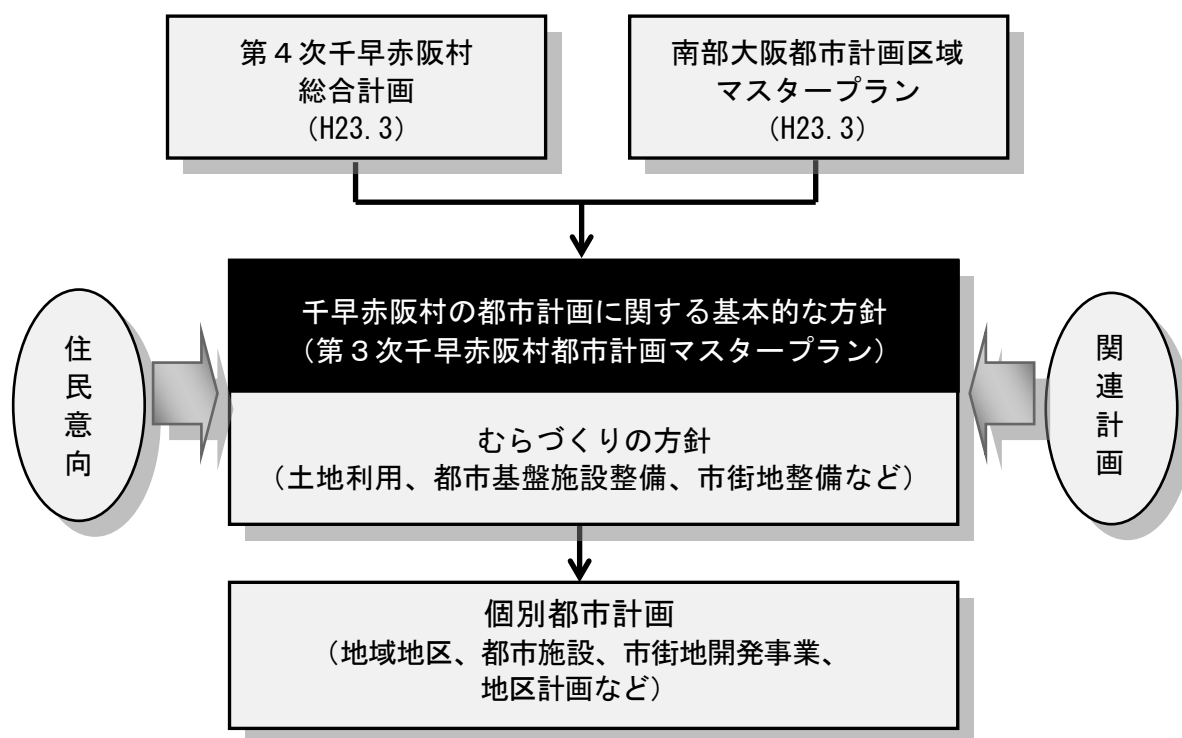 第４次千早赤阪村
総合計画
（H23.3）
南部大阪都市計画区域
マスタープラン
（H23.3）
千早赤阪村の都市計画に関する基本的な方針
（第３次千早赤阪村都市計画マスタープラン）
住民意向
関連計画
むらづくりの方針
（土地利用、都市基盤施設整備、市街地整備など）
個別都市計画
（地域地区、都市施設、市街地開発事業、
地区計画など）